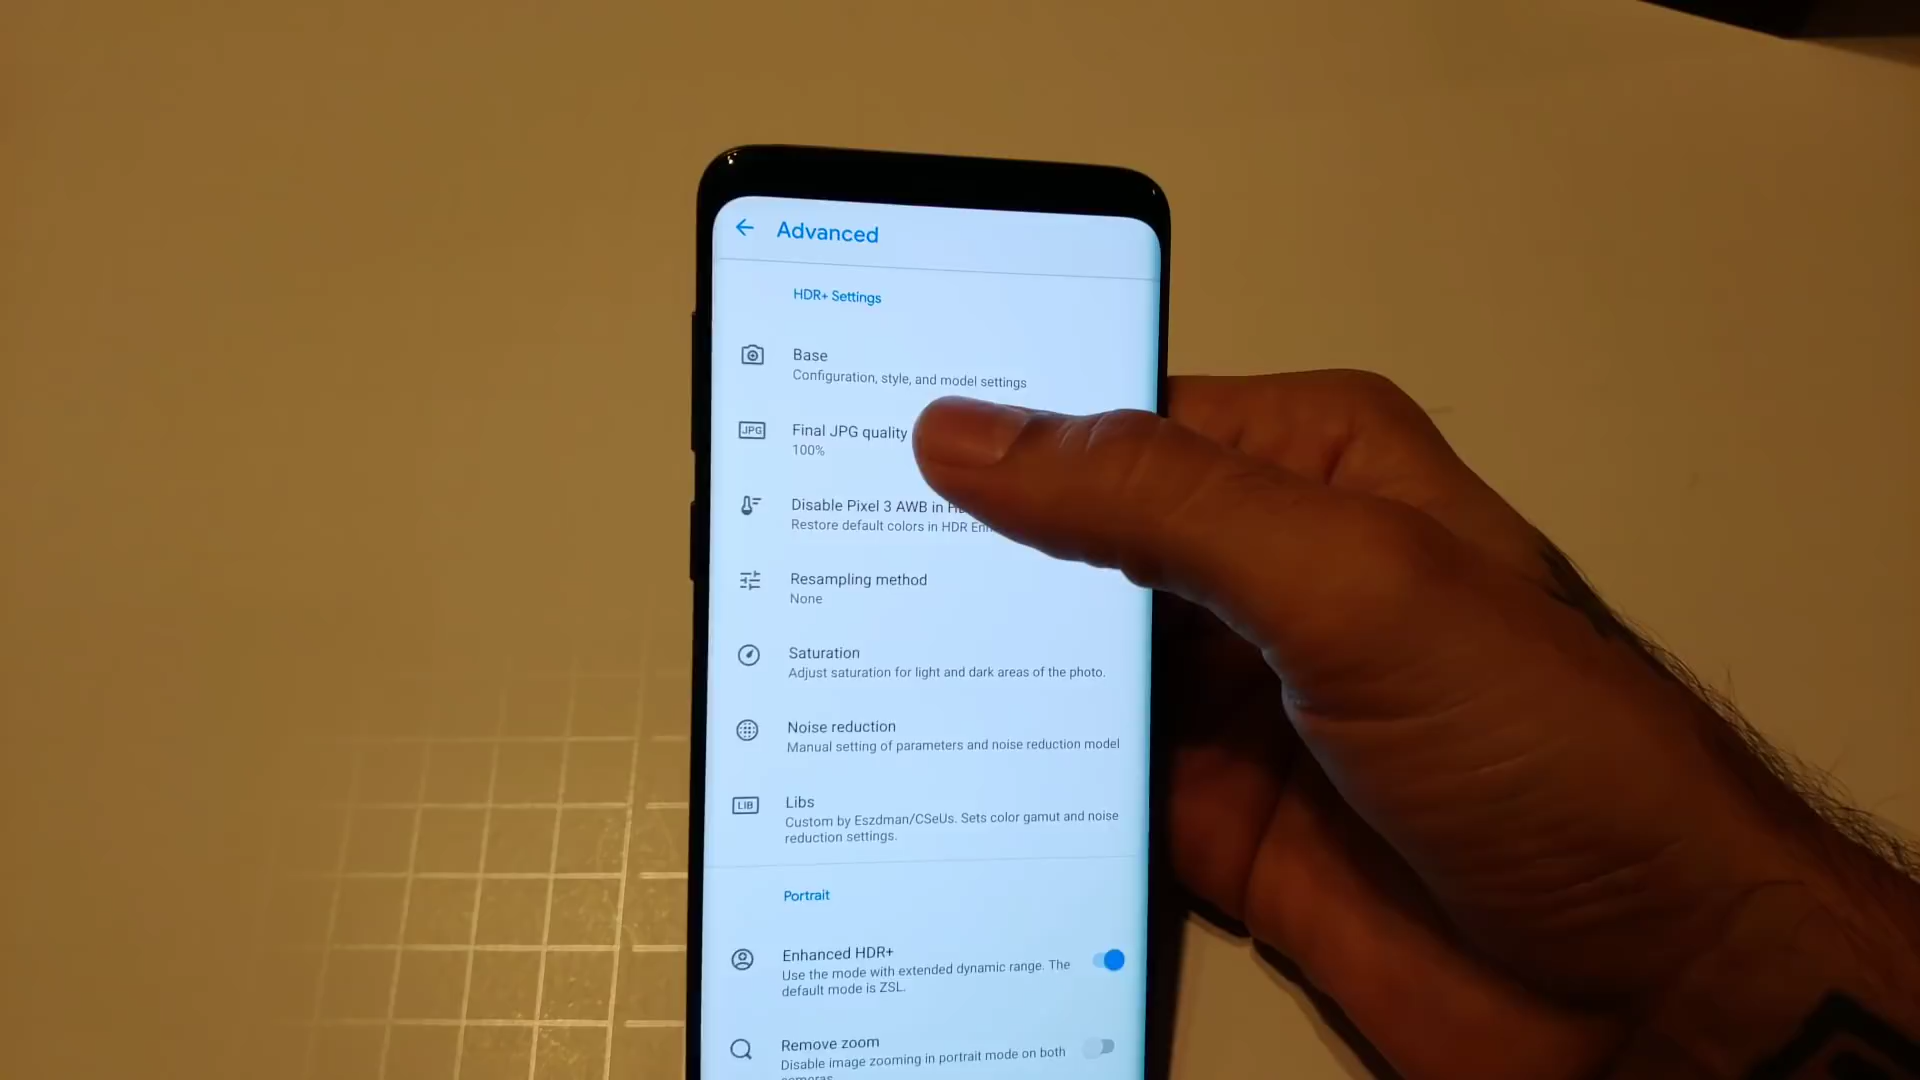 Advanced
HDR+ Settings
Base
Configuration, style, and model settings
JPG
Final JPG quality
100%
Disable Pixel 3 AWB in
Restore default colors in HDR
Resampling method
None
Saturation
Adjust saturation for light and dark areas of the photo.
Noise reduction
Manual setting of parameters and noise reduction model
LIB
Libs
Custom by Eszdman/CSeUs. Sets color gamut and noise
reduction settings.
Portrait
Enhanced HDR+
Use the mode with extended dynamic range. The
default mode is ZSL.
Remove zoom
Disable image zooming in portrait mode on both